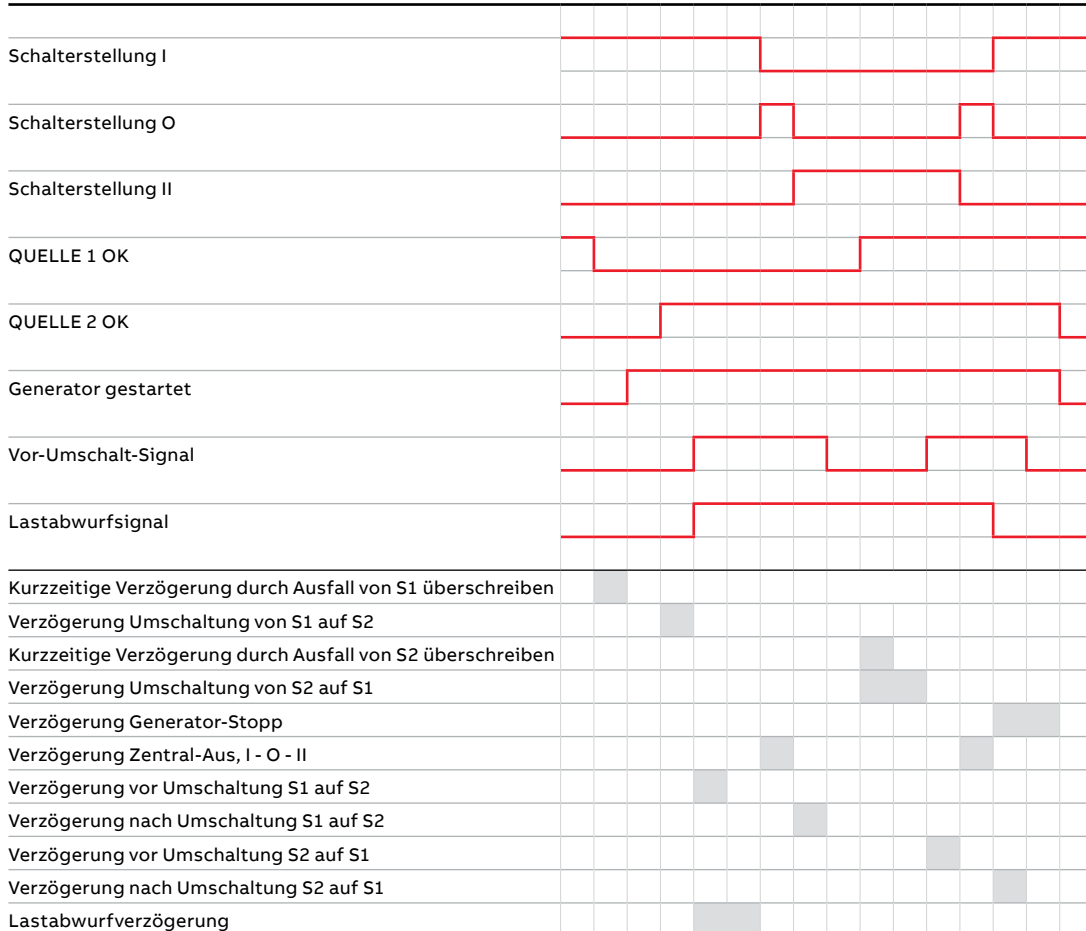 Schalterstellung I
Schalterstellung O
Schalterstellung II
QUELLE 1 OK
QUELLE 2 OK
Generator gestartet
Vor-Umschalt-Signal
Lastabwurfsignal
Kurzzeitige Verzögerung durch Ausfall von S1 überschreiben
Verzögerung Umschaltung von S1 auf S2
Kurzzeitige Verzögerung durch Ausfall von S2 überschreiben
Verzögerung Umschaltung von S2 auf S1
Verzögerung Generator-Stopp
Verzögerung Zentral-Aus, I - O - II
Verzögerung vor Umschaltung S1 auf S2
Verzögerung nach Umschaltung S1 auf S2
Verzögerung vor Umschaltung S2 auf S1
Verzögerung nach Umschaltung S2 auf S1
Lastabwurfverzögerung